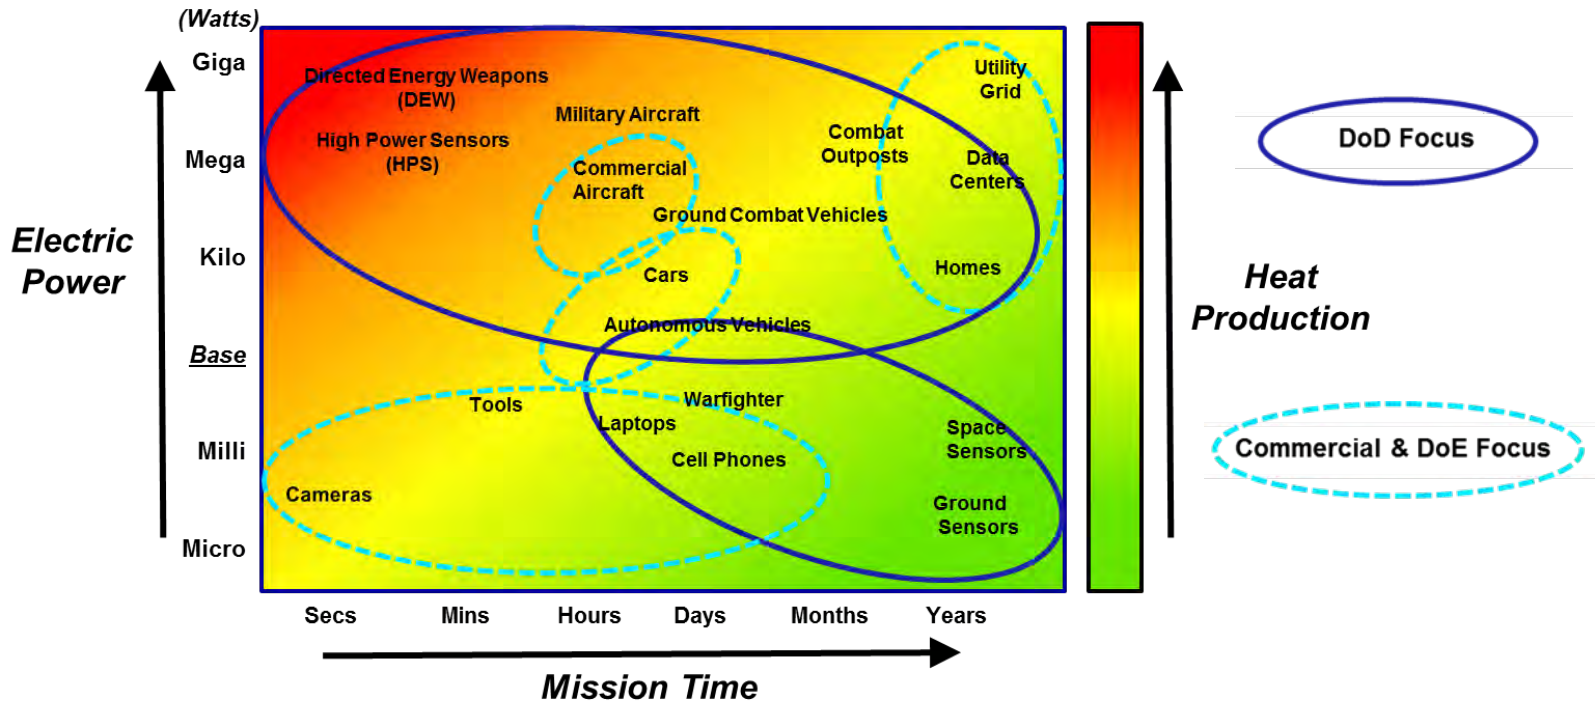 (Watts)
Giga
Mega
Kilo
Base
Milli
Micro
Electric
Power
Directed Energy Weapons
(DEW)
High Power Sensors
(HPS)
Military Aircraft
Commercial
Aircraft
Combat
Outposts
Utility
Grid
Data
Centers
Ground Combat Vehicles
Cars
Homes
Autonomous Vehicles
Tools
Warfighter
Laptops
Cell Phones
Cameras
Space
Sensors
Ground
Sensors
Secs
Mins
Hours
Days
Months
Years
Mission Time
Heat
Production
DoD Focus
Commercial & DoE Focus